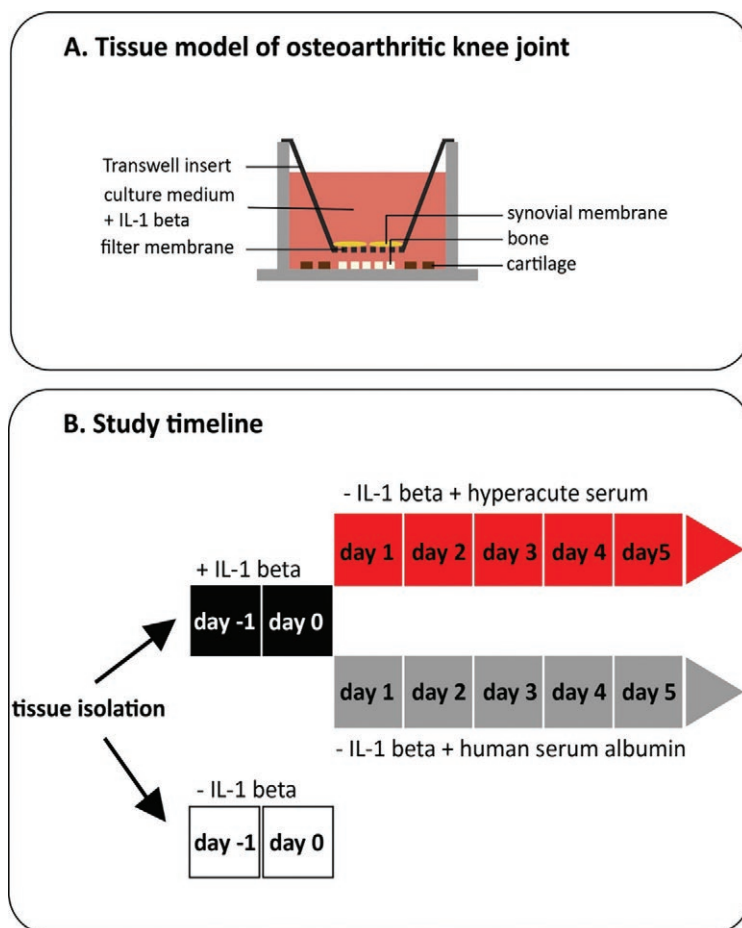 A. Tissue model of osteoarthritic knee joint
Transwell insert
culture medium
+ IL-1 beta
filter membrane
synovial membrane
bone
cartilage
B. Study timeline
- IL-1 beta + hyperacute serum
day 1 day 2 day 3 day 4 day5
+ IL-1 beta
day -1 day 0
tissue isolation
day 1 day 2 day 3 day 4 day 5
- IL-1 beta + human serum albumin
- IL-1 beta
day -1 day 0